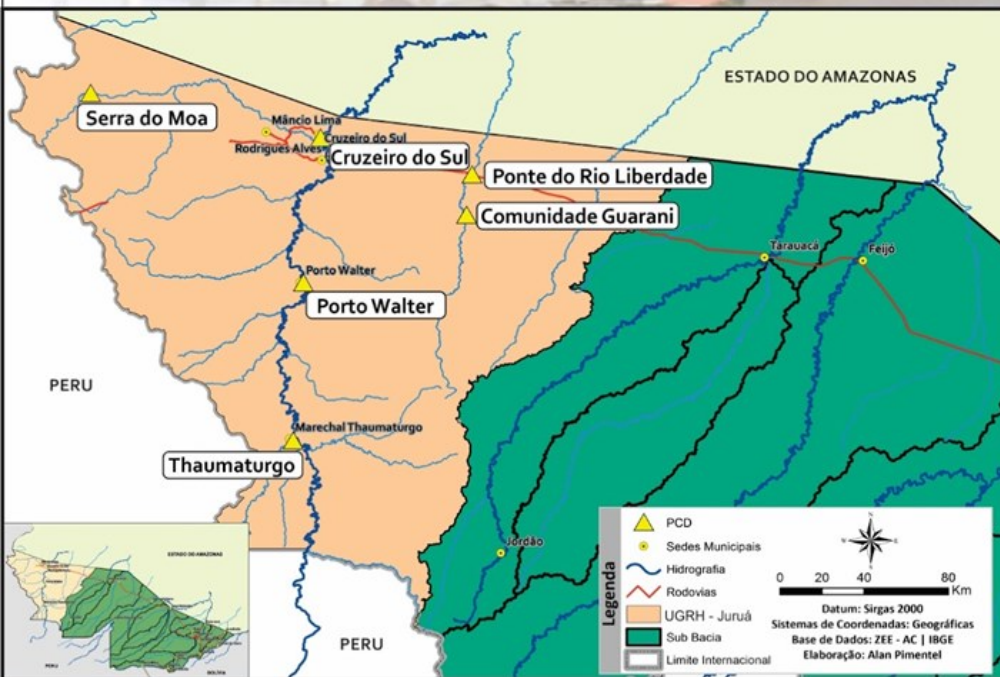 ESTADO DO AMAZONAS
Serra do Moa
Mâncio Lima
Cruzeiro do Sul
Rodrigues Alves
Cruzeiro do Sul
Ponte do Rio Liberdade
Comunidade Guarani
Tarauacá
Feijó
Porto Walter
Porto Walter
PERU
Marechal Thaumaturgo
Thaumaturgo
Jordão
PERU
ESTADO DO AMAZONAS
PERU
BOLIVIA
Legenda
PCD
Sedes Municipais
Hidrografia
Rodovias
UGRH - Juruá
Sub Bacia
Limite Internacional
N
W
E
S
0 20 40 80
Km
Datum: Sirgas 2000
Sistemas de Coordenadas: Geográficas
Base de Dados: ZEE - AC | IBGE
Elaboração: Alan Pimentel